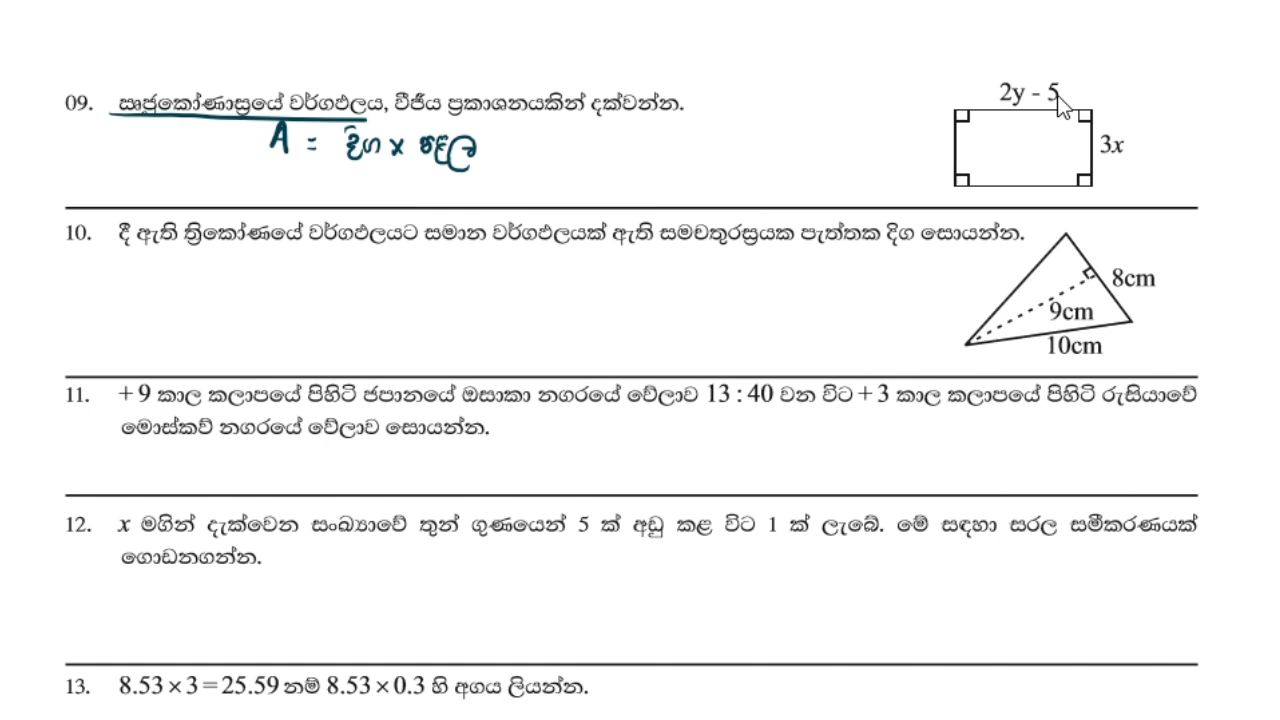 09. ඍජුකෝණාස්‍රයේ වර්ගඵලය, වීජීය ප්‍රකාශනයකින් දක්වන්න.
2y - 5
A = දිග x පළල
3x
10. දී ඇති ත්‍රිකෝණයේ වර්ගඵලයට සමාන වර්ගඵලයක් ඇති සමචතුරස්‍රයක පැත්තක දිග සොයන්න.
8cm
9cm
10cm
11. +9 කාල කලාපයේ පිහිටි ජපානයේ ඔසාකා නගරයේ වේලාව 13 : 40 වන විට +3 කාල කලාපයේ පිහිටි රුසියාවේ
මොස්කව් නගරයේ වේලාව සොයන්න.
12. x මගින් දැක්වෙන සංඛ්‍යාවේ තුන් ගුණයෙන් 5 ක් අඩු කළ විට 1 ක් ලැබේ. මේ සඳහා සරල සමීකරණයක්
ගොඩනගන්න.
13. 8.53 × 3 = 25.59 නම් 8.53 × 0.3 හි අගය ලියන්න.